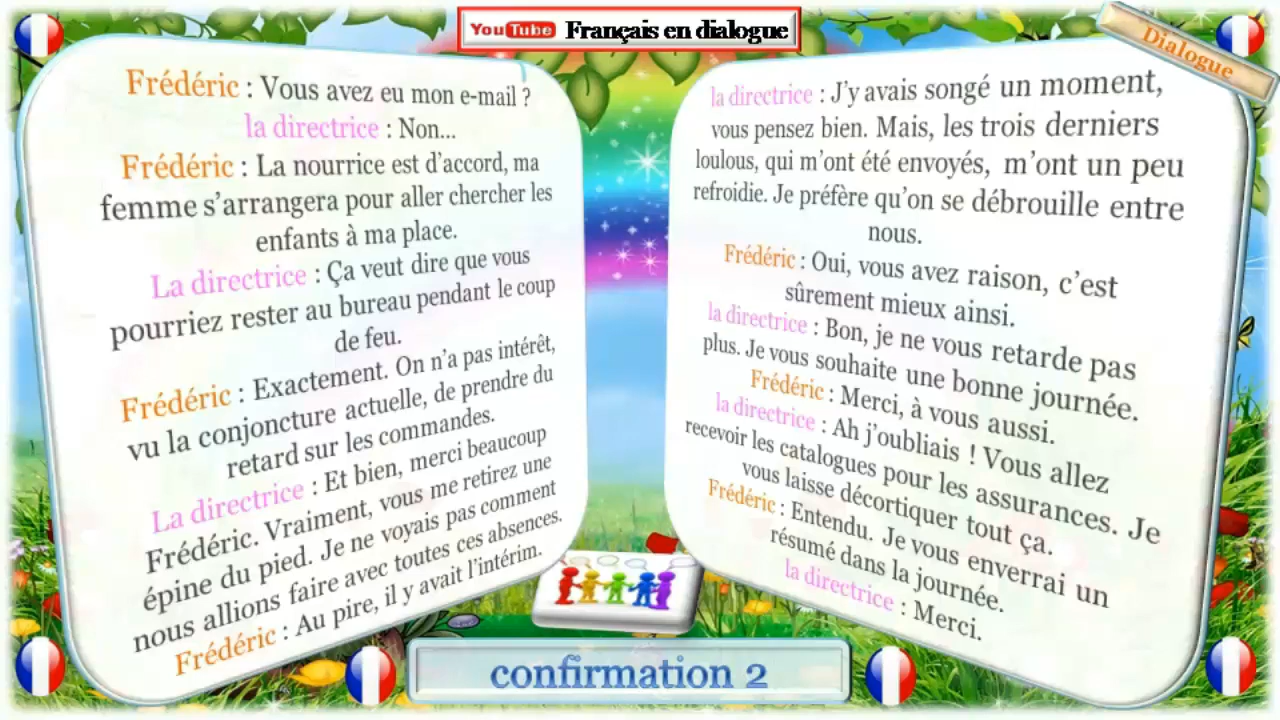 YouTube Français en dialogue
Dialogue
Frédéric : Vous avez eu mon e-mail ?
la directrice : Non...
Frédéric : La nourrice est d'accord, ma
femme s'arrangera pour aller chercher les
enfants à ma place.
La directrice : Ça veut dire que vous
pourriez rester au bureau pendant le coup
de feu.
Frédéric : Exactement. On n'a pas intérêt,
vu la conjoncture actuelle, de prendre du
retard sur les commandes.
La directrice : Et bien, merci beaucoup
Frédéric. Vraiment, vous me retirez une
épine du pied. Je ne voyais pas comment
nous allions faire avec toutes ces absences.
Frédéric : Au pire, il y avait l'intérim.
la directrice : J'y avais songé un moment,
vous pensez bien. Mais, les trois derniers
loulous, qui m'ont été envoyés, m'ont un peu
refroidie. Je préfère qu'on se débrouille entre
nous.
Frédéric : Oui, vous avez raison, c'est
sûrement mieux ainsi.
la directrice : Bon, je ne vous retarde pas
plus. Je vous souhaite une bonne journée.
Frédéric : Merci, à vous aussi.
la directrice : Ah j'oubliais ! Vous allez
recevoir les catalogues pour les assurances. Je
vous laisse décortiquer tout ça.
Frédéric : Entendu. Je vous enverrai un
résumé dans la journée.
la directrice : Merci.
confirmation 2